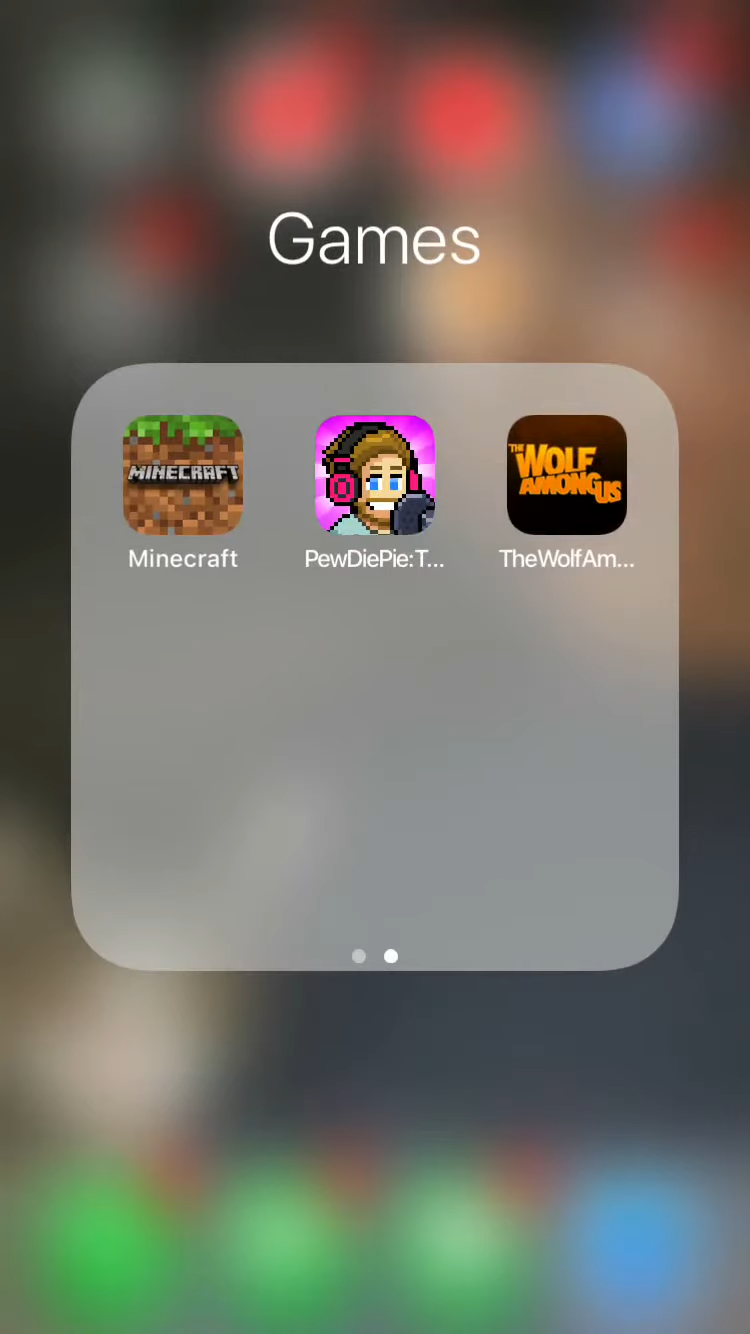 Games
MINECRAFT
THE
WOLF
AMONG US
Minecraft
PewDiePie: T...
TheWolfAm...